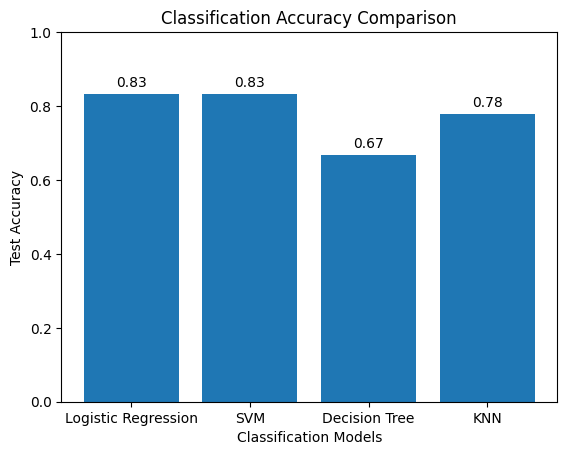 Classification Accuracy Comparison
1.0
0.8
0.6
0.4
0.2
0.0
Test Accuracy
0.83
0.83
0.67
0.78
Logistic Regression
SVM
Decision Tree
KNN
Classification Models